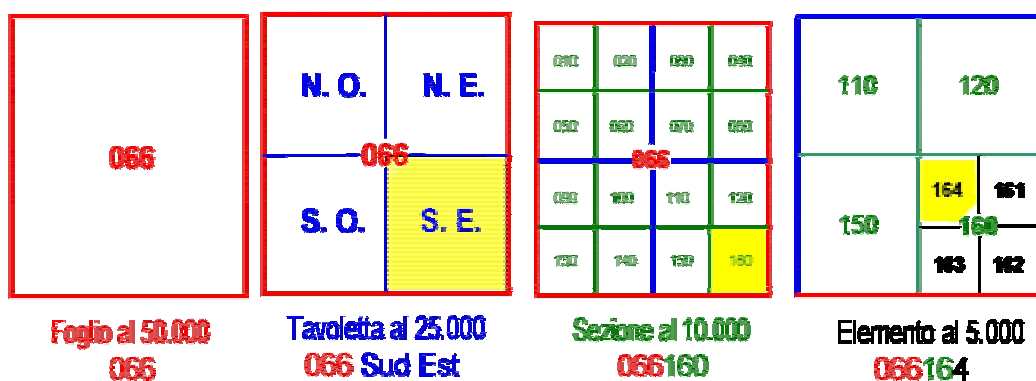 066
N. O. N. E.
066
S. O. S. E.
010 020 030 040
050 060 070 080
066
090 100 110 120
130 140 150 160
110 120
164 161
150 160
163 162
Foglio al 50.000
066
Tavoletta al 25.000
066 Sud Est
Sezione al 10.000
066160
Elemento al 5.000
066164